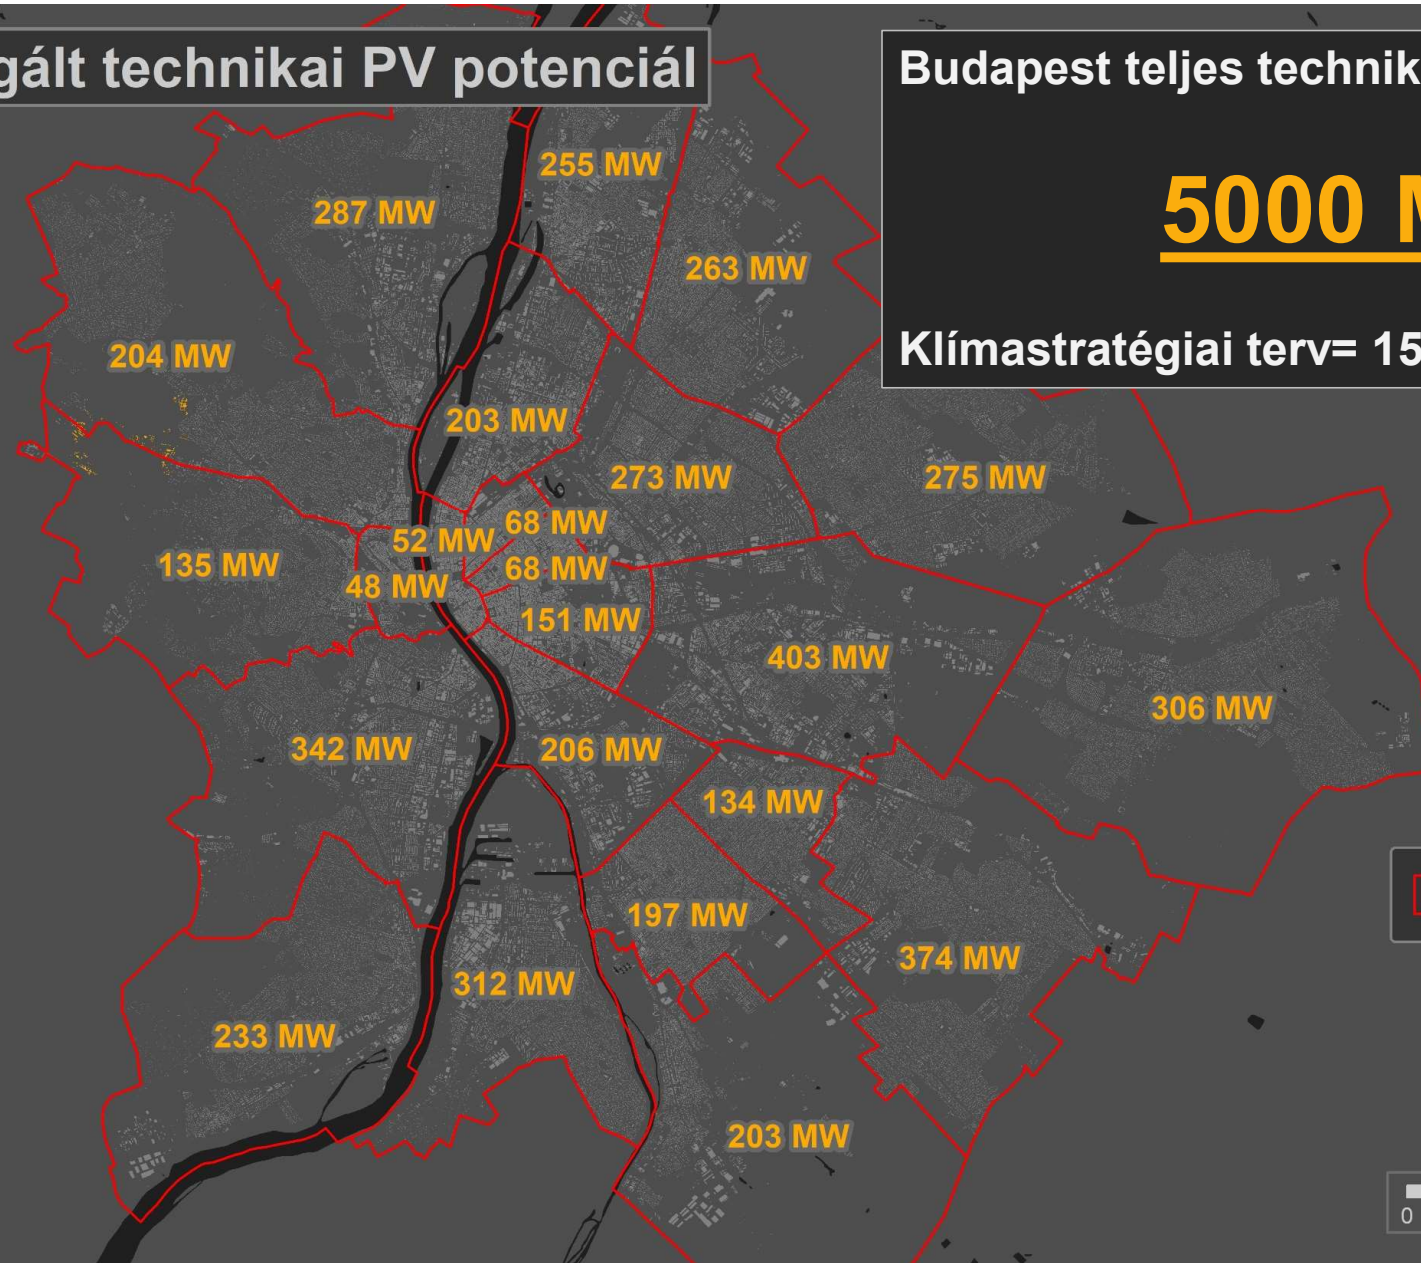 gált technikai PV potenciál
Budapest teljes technik
5000 M
Klímastratégiai terv= 15
255 MW
287 MW
263 MW
204 MW
203 MW
273 MW
275 MW
68 MW
52 MW
135 MW
68 MW
48 MW
151 MW
403 MW
306 MW
342 MW
206 MW
134 MW
197 MW
374 MW
312 MW
233 MW
203 MW
0